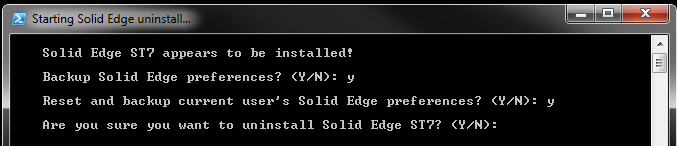 Starting Solid Edge uninstall...
Solid Edge ST7 appears to be installed!
Backup Solid Edge preferences? (Y/N): y
Reset and backup current user's Solid Edge preferences? (Y/N): y
Are you sure you want to uninstall Solid Edge ST7? (Y/N):